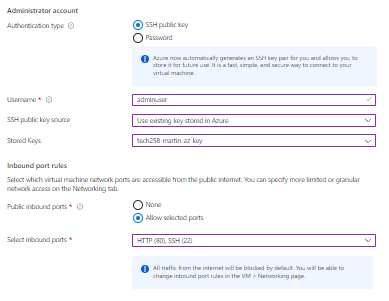 Administrator account
Authentication type
SSH public key
Password
Azure now automatically generates an SSH key pair for you and allows you to
store it for future use. It is a fast, simple, and secure way to connect to your
virtual machine.
Username *
adminuser
SSH public key source
Use existing key stored in Azure
Stored Keys
tech258-martin-az-key
Inbound port rules
Select which virtual machine network ports are accessible from the public internet. You can specify more limited or granular
network access on the Networking tab.
Public inbound ports *
None
Allow selected ports
Select inbound ports *
HTTP (80), SSH (22)
All traffic from the internet will be blocked by default. You will be able to
change inbound port rules in the VM > Networking page.